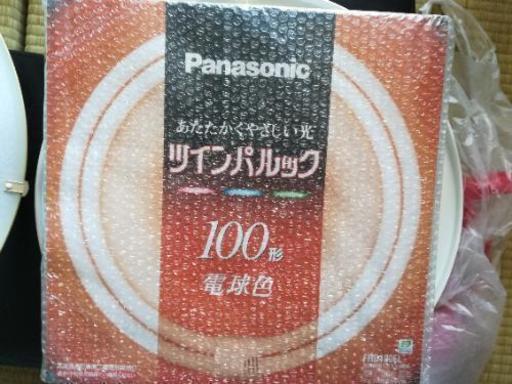 Panasonic
あたたかくやさしい光
ツインパルック
100形
電球色